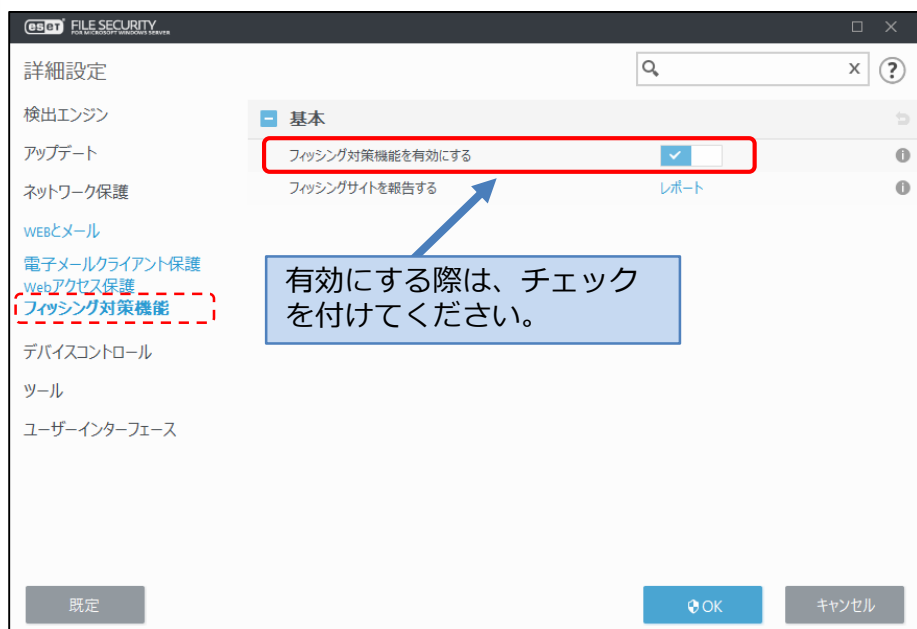 eset FILE SECURITY
FOR MICROSOFT WINDOWS SERVER
詳細設定
x
?
検出エンジン
アップデート
ネットワーク保護
WEBとメール
電子メールクライアント保護
Webアクセス保護
フィッシング対策機能
デバイスコントロール
ツール
ユーザーインターフェース
基本
フィッシング対策機能を有効にする
フィッシングサイトを報告する
レポート
有効にする際は、チェック
を付けてください。
既定
OK
キャンセル